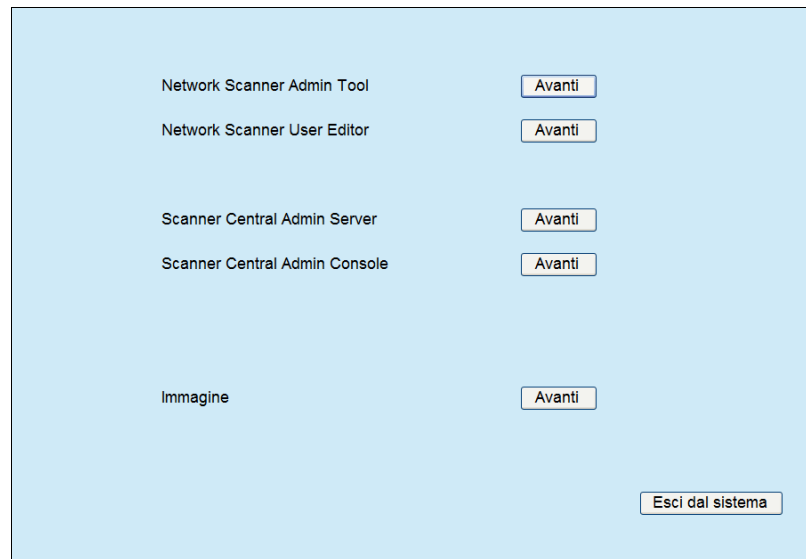 Network Scanner Admin Tool Avanti
Network Scanner User Editor Avanti
Scanner Central Admin Server Avanti
Scanner Central Admin Console Avanti
Immagine Avanti
Esci dal sistema